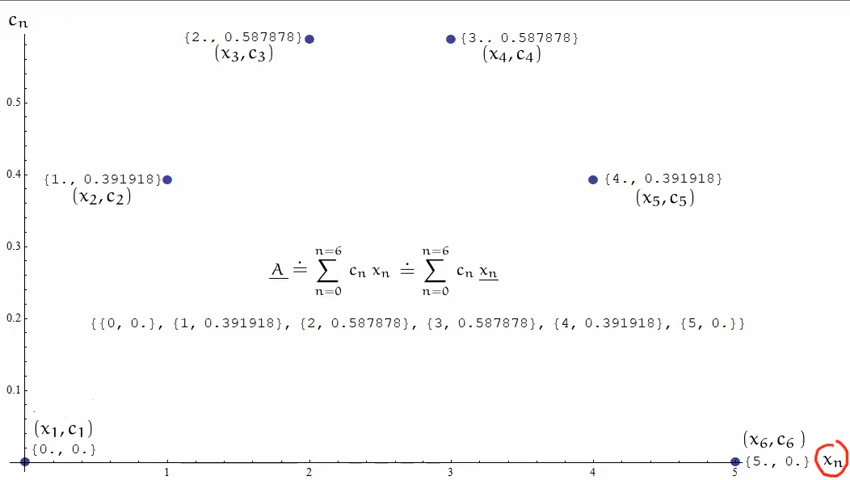 cₙ
{2., 0.587878} {3., 0.587878}
(x₃,c₃) (x₄,c₄)
0.5
0.4
{1., 0.391918} {4., 0.391918}
(x₂,c₂) (x₅,c₅)
0.3
n=6 n=6
A ≐ ∑ cₙ xₙ ≐ ∑ cₙ xₙ
n=0 n=0
0.2
{{0, 0.}, {1, 0.391918}, {2, 0.587878}, {3, 0.587878}, {4, 0.391918}, {5, 0.}}
0.1
(x₁,c₁) (x₆,c₆)
{0., 0.} {5., 0.} xₙ
1 2 3 4 5